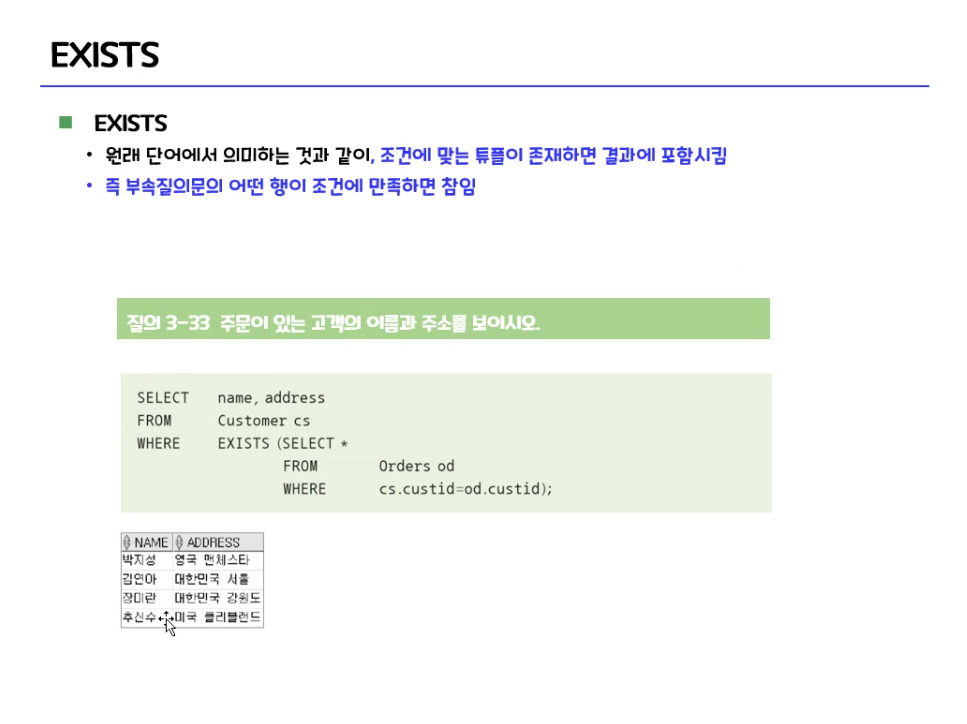 EXISTS
■ EXISTS
• 원래 단어에서 의미하는 것과 같이, 조건에 맞는 튜플이 존재하면 결과에 포함시킴
• 즉 부속질의문의 어떤 행이 조건에 만족하면 참임
질의 3-33 주문이 있는 고객의 이름과 주소를 보이시오.
SELECT name, address
FROM Customer cs
WHERE EXISTS (SELECT *
FROM Orders od
WHERE cs.custid=od.custid);
NAME ADDRESS
박지성 영국 맨체스타
김연아 대한민국 서울
장미란 대한민국 강원도
추신수 미국 클리블랜드